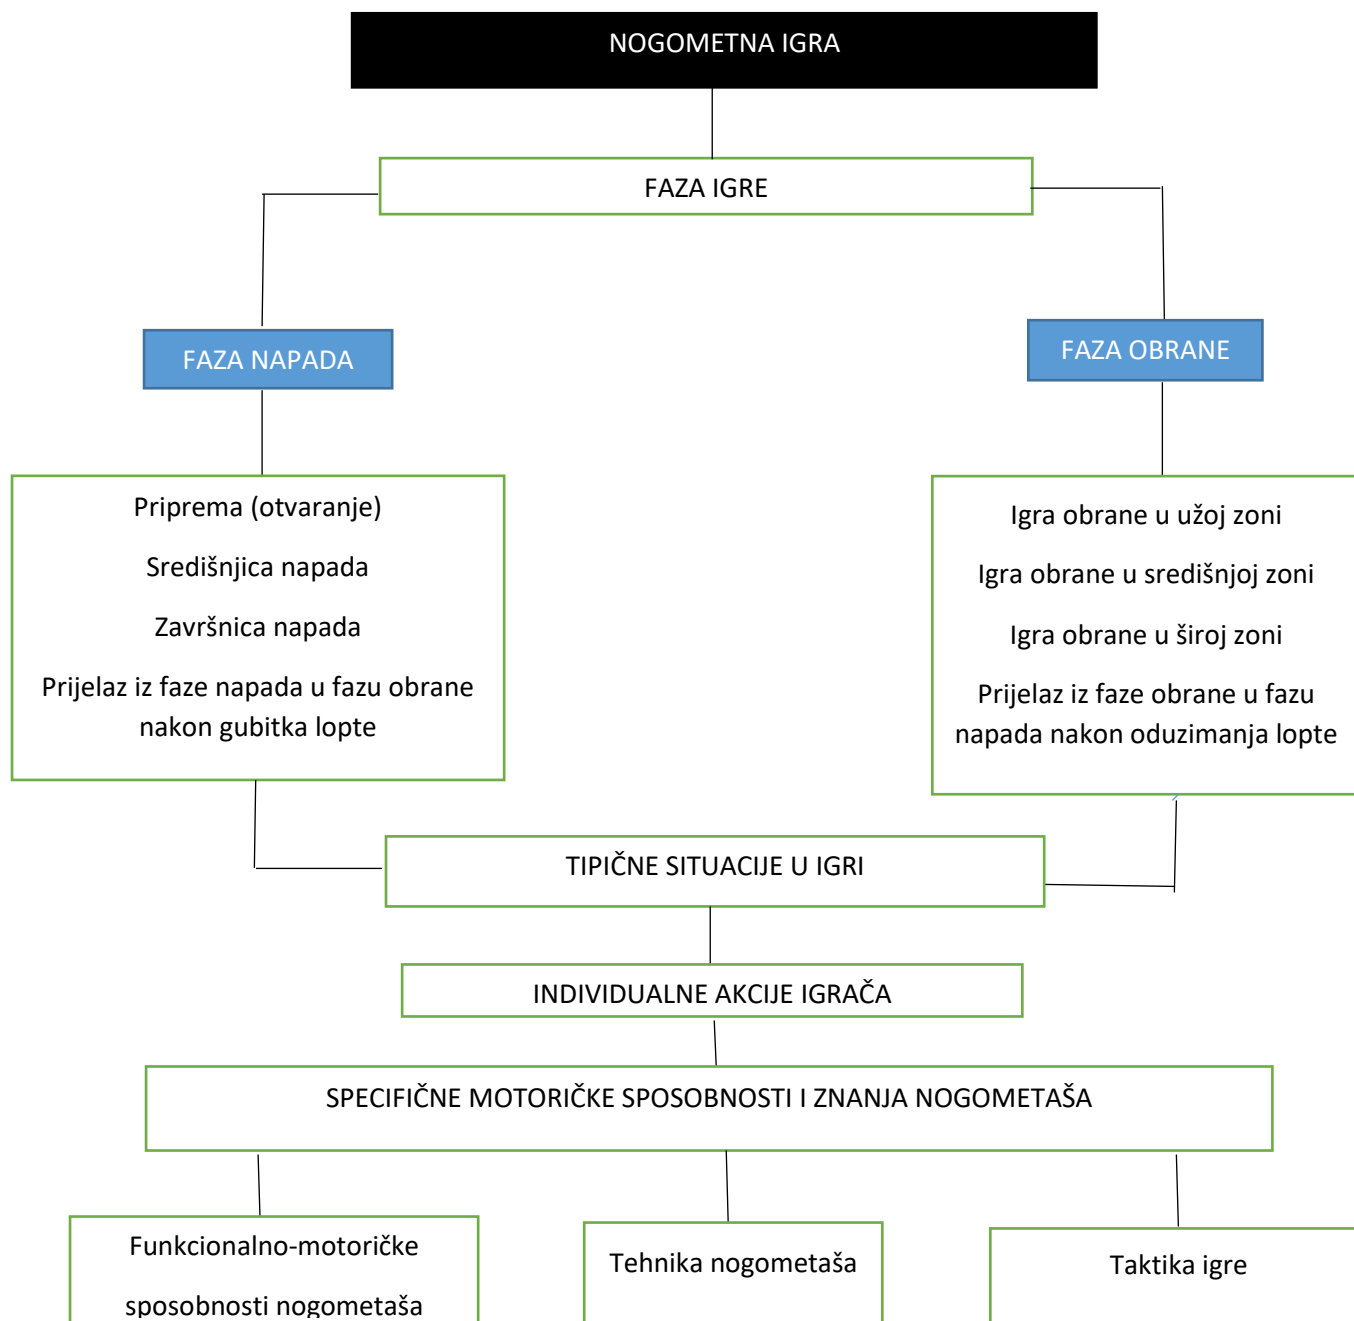 NOGOMETNA IGRA
FAZA IGRE
FAZA NAPADA
FAZA OBRANE
Priprema (otvaranje)
Središnjica napada
Završnica napada
Prijelaz iz faze napada u fazu obrane
nakon gubitka lopte
Igra obrane u užoj zoni
Igra obrane u središnjoj zoni
Igra obrane u široj zoni
Prijelaz iz faze obrane u fazu
napada nakon oduzimanja lopte
TIPIČNE SITUACIJE U IGRI
INDIVIDUALNE AKCIJE IGRAČA
SPECIFIČNE MOTORIČKE SPOSOBNOSTI I ZNANJA NOGOMETAŠA
Funkcionalno-motoričke
sposobnosti nogometaša
Tehnika nogometaša
Taktika igre